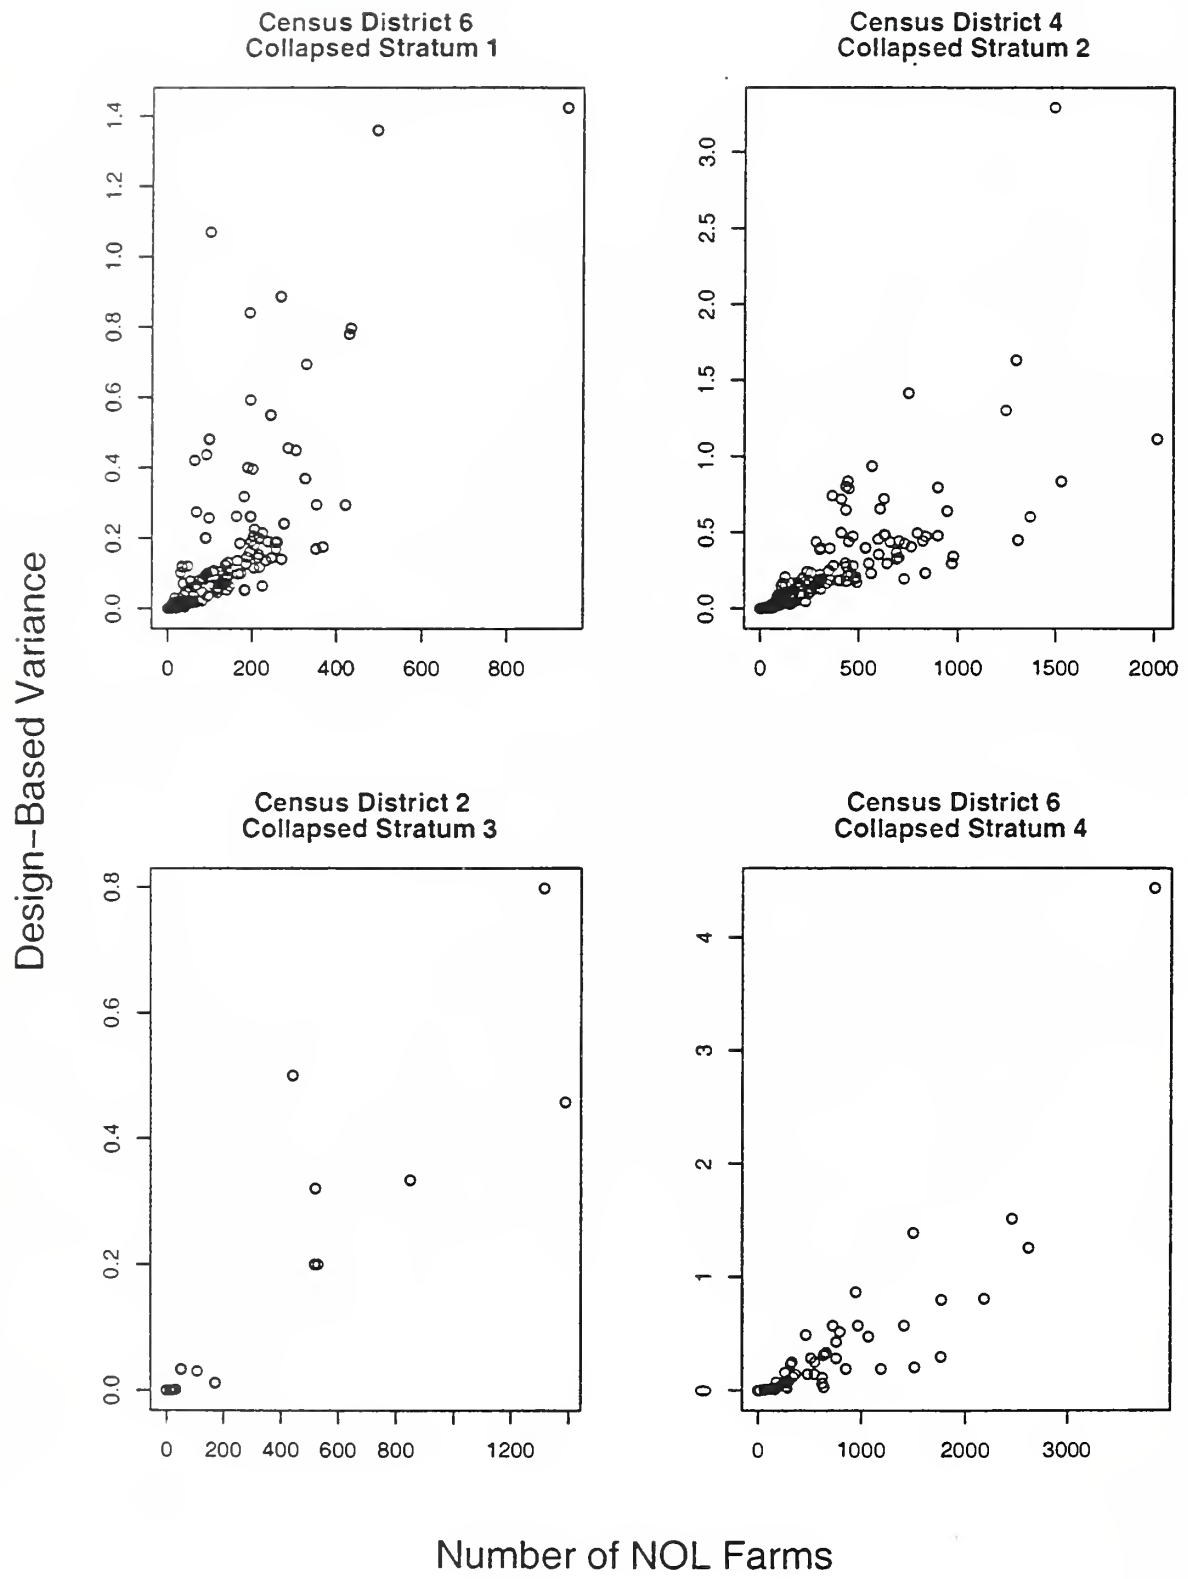 Census District 6
Collapsed Stratum 1
Census District 4
Collapsed Stratum 2
1.4
1.2
1.0
0.8
0.6
0.4
0.2
0.0
0 200 400 600 800
3.0
2.5
2.0
1.5
1.0
0.5
0.0
0 500 1000 1500 2000
Design-Based Variance
Census District 2
Collapsed Stratum 3
Census District 6
Collapsed Stratum 4
0.8
0.6
0.4
0.2
0.0
0 200 400 600 800 1200
4
3
2
1
0
0 1000 2000 3000
Number of NOL Farms